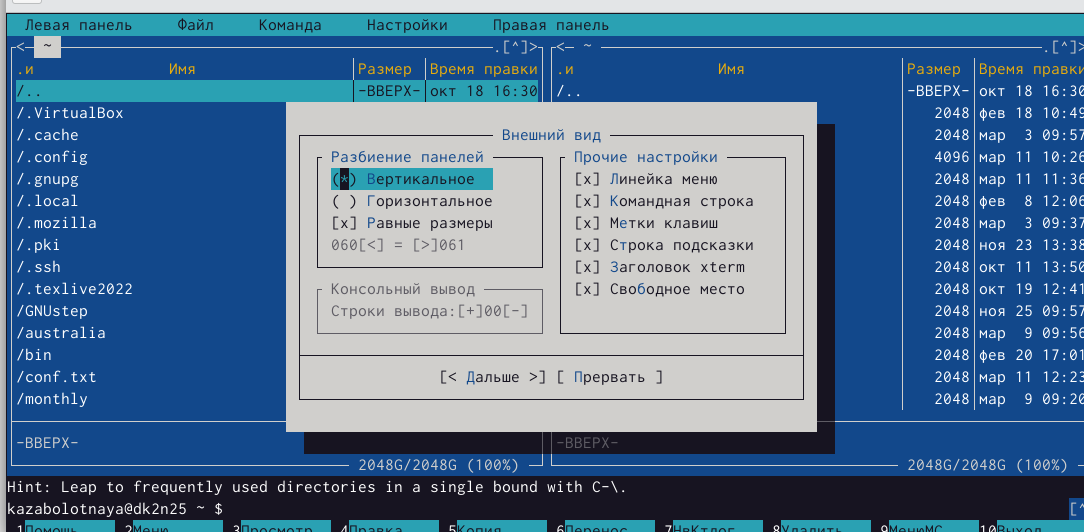 Левая панель Файл Команда Настройки Правая панель
<─ ~ .[^]> <─ ~ .[^]>
.и Имя Размер Время правки .и Имя Размер Время правки
/.. -ВВЕРХ- окт 18 16:30 /.. -ВВЕРХ- окт 18 16:30
/.VirtualBox 2048 фев 18 10:49
/.cache Внешний вид 2048 мар 3 09:57
/.config Разбиение панелей Прочие настройки 4096 мар 11 10:26
/.gnupg (*) Вертикальное [x] Линейка меню 2048 мар 11 11:36
/.local ( ) Горизонтальное [x] Командная строка 2048 фев 8 12:06
/.mozilla [x] Равные размеры [x] Метки клавиш 2048 мар 3 09:37
/.pki 060[<] = [>]061 [x] Строка подсказки 2048 ноя 23 13:38
/.ssh [x] Заголовок xterm 2048 окт 11 13:50
/.texlive2022 Консольный вывод [x] Свободное место 2048 окт 19 12:41
/GNUstep Строки вывода:[+]00[-] 2048 ноя 25 09:57
/australia 2048 мар 9 09:56
/bin 2048 фев 20 17:01
/conf.txt [< Дальше >] [ Прервать ] 2048 мар 11 12:23
/monthly 2048 мар 9 09:20
-ВВЕРХ- -ВВЕРХ-
2048G/2048G (100%) 2048G/2048G (100%)
Hint: Leap to frequently used directories in a single bound with C-\.
kazabolotnaya@dk2n25 ~ $ [^
1Помощь 2Меню 3Просмотр 4Правка 5Копия 6Перенос 7НвКтлог 8Удалить 9МенюMC 10Выход